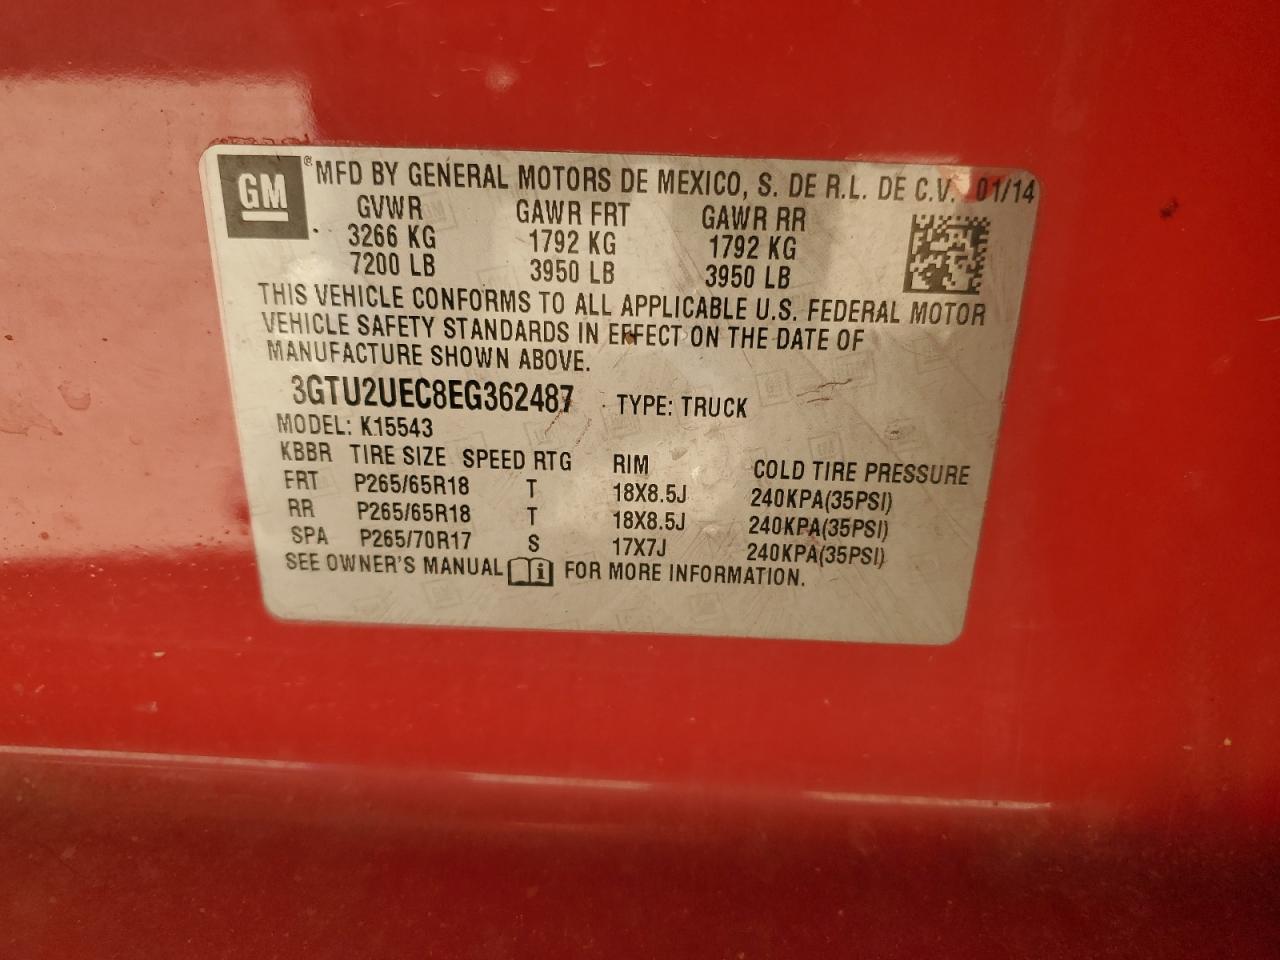 GM ® MFD BY GENERAL MOTORS DE MEXICO, S. DE R.L. DE C.V. 01/14
GVWR GAWR FRT GAWR RR
3266 KG 1792 KG 1792 KG
7200 LB 3950 LB 3950 LB
THIS VEHICLE CONFORMS TO ALL APPLICABLE U.S. FEDERAL MOTOR
VEHICLE SAFETY STANDARDS IN EFFECT ON THE DATE OF
MANUFACTURE SHOWN ABOVE.
3GTU2UEC8EG362487 TYPE: TRUCK
MODEL: K15543
KBBR TIRE SIZE SPEED RTG RIM COLD TIRE PRESSURE
FRT P265/65R18 T 18X8.5J 240KPA(35PSI)
RR P265/65R18 T 18X8.5J 240KPA(35PSI)
SPA P265/70R17 S 17X7J 240KPA(35PSI)
SEE OWNER'S MANUAL FOR MORE INFORMATION.